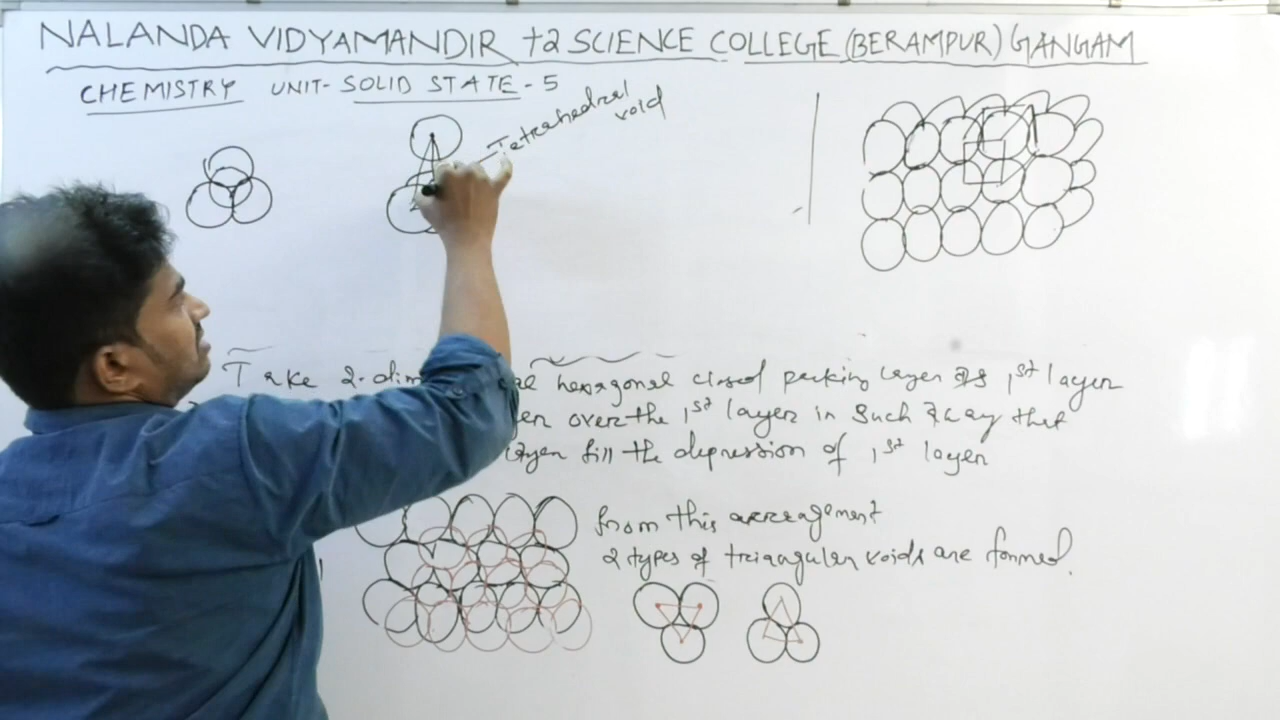 NALANDA VIDYAMANDIR +2 SCIENCE COLLEGE (BERAMPUR) GANGAM
CHEMISTRY UNIT- SOLID STATE - 5
Tetrahedral
void
Take 2-dim hexagonal closed packing layer as 1st layer
over the 1st layer in such a way that
layer fill the depression of 1st layer
from this arreagement
2 types of triangular voids are formed.